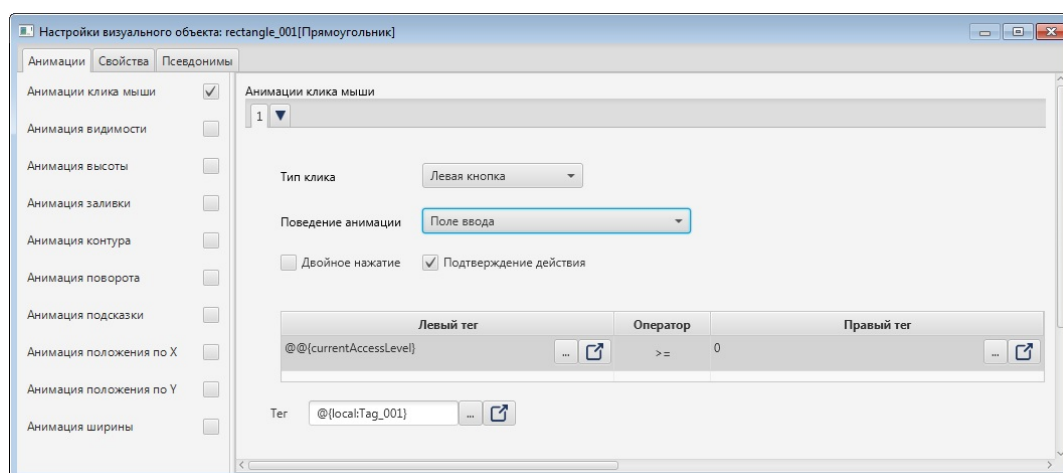 Настройки визуального объекта: rectangle_001[Прямоугольник]
Анимации Свойства Псевдонимы
Анимации клика мыши
Анимация видимости
Анимация высоты
Анимация заливки
Анимация контура
Анимация поворота
Анимация подсказки
Анимация положения по X
Анимация положения по Y
Анимация ширины
Анимации клика мыши
1
Тип клика Левая кнопка
Поведение анимации Поле ввода
Двойное нажатие Подтверждение действия
Левый тег Оператор Правый тег
@@{currentAccessLevel} ... >= 0 ...
Тег @{local:Tag_001} ...